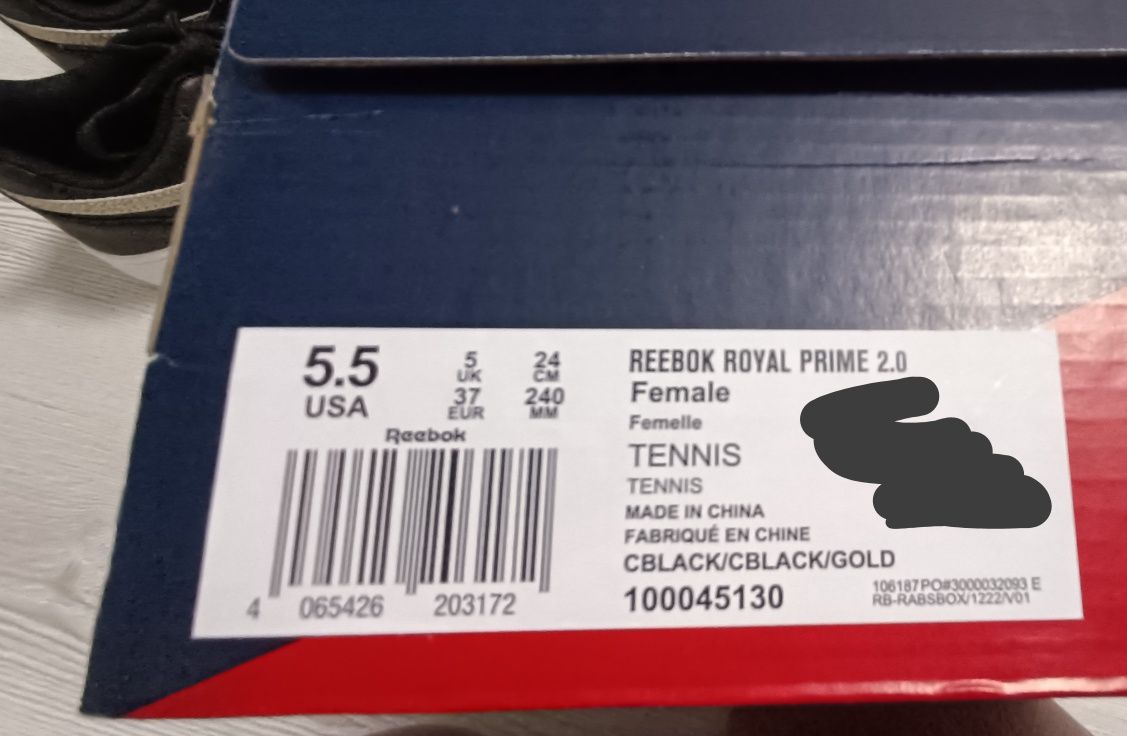 5.5
USA
5
UK
37
EUR
24
CM
240
MM
Reebok
4 065426 203172
REEBOK ROYAL PRIME 2.0
Female
Femelle
TENNIS
TENNIS
MADE IN CHINA
FABRIQUÉ EN CHINE
CBLACK/CBLACK/GOLD
100045130
106187PO#3000032093 E
RB-RABSBOX/1222/V01